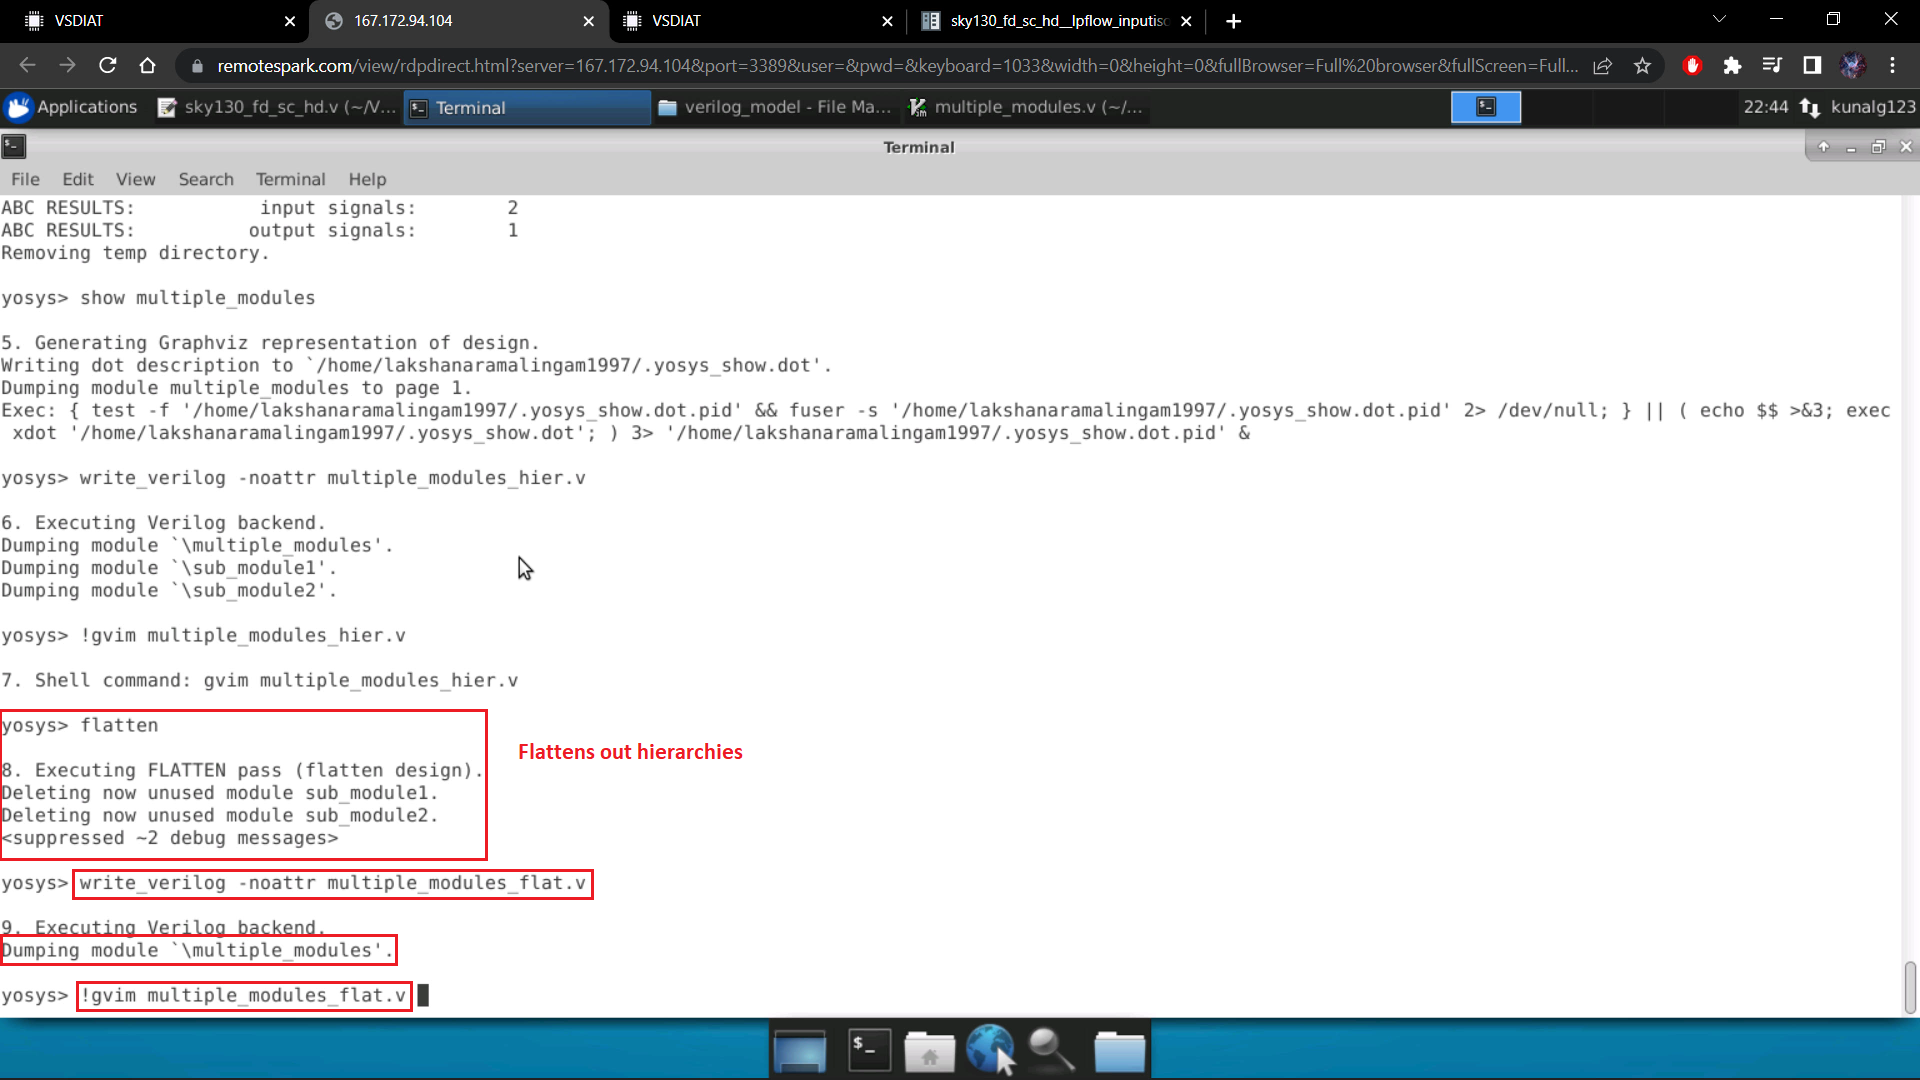 VSDIAT
167.172.94.104
VSDIAT
sky130_fd_sc_hd__lpflow_inputisc
remotespark.com/view/rdpdirect.html?server=167.172.94.104&port=3389&user=&pwd=&keyboard=1033&width=0&height=0&fullBrowser=Full%20browser&fullScreen=Full...
Applications
sky130_fd_sc_hd.v (~/V...
Terminal
verilog_model - File Ma...
multiple_modules.v (~/...
22:44
kunalg123
Terminal
File Edit View Search Terminal Help
ABC RESULTS:           input signals:        2
ABC RESULTS:          output signals:        1
Removing temp directory.
yosys> show multiple_modules
5. Generating Graphviz representation of design.
Writing dot description to `/home/lakshanaramalingam1997/.yosys_show.dot'.
Dumping module multiple_modules to page 1.
Exec: { test -f '/home/lakshanaramalingam1997/.yosys_show.dot.pid' && fuser -s '/home/lakshanaramalingam1997/.yosys_show.dot.pid' 2> /dev/null; } || ( echo $$ >&3; exec
xdot '/home/lakshanaramalingam1997/.yosys_show.dot'; ) 3> '/home/lakshanaramalingam1997/.yosys_show.dot.pid' &
yosys> write_verilog -noattr multiple_modules_hier.v
6. Executing Verilog backend.
Dumping module `\multiple_modules'.
Dumping module `\sub_module1'.
Dumping module `\sub_module2'.
yosys> !gvim multiple_modules_hier.v
7. Shell command: gvim multiple_modules_hier.v
yosys> flatten
Flattens out hierarchies
8. Executing FLATTEN pass (flatten design).
Deleting now unused module sub_module1.
Deleting now unused module sub_module2.
<suppressed ~2 debug messages>
yosys> write_verilog -noattr multiple_modules_flat.v
9. Executing Verilog backend.
Dumping module `\multiple_modules'.
yosys> !gvim multiple_modules_flat.v